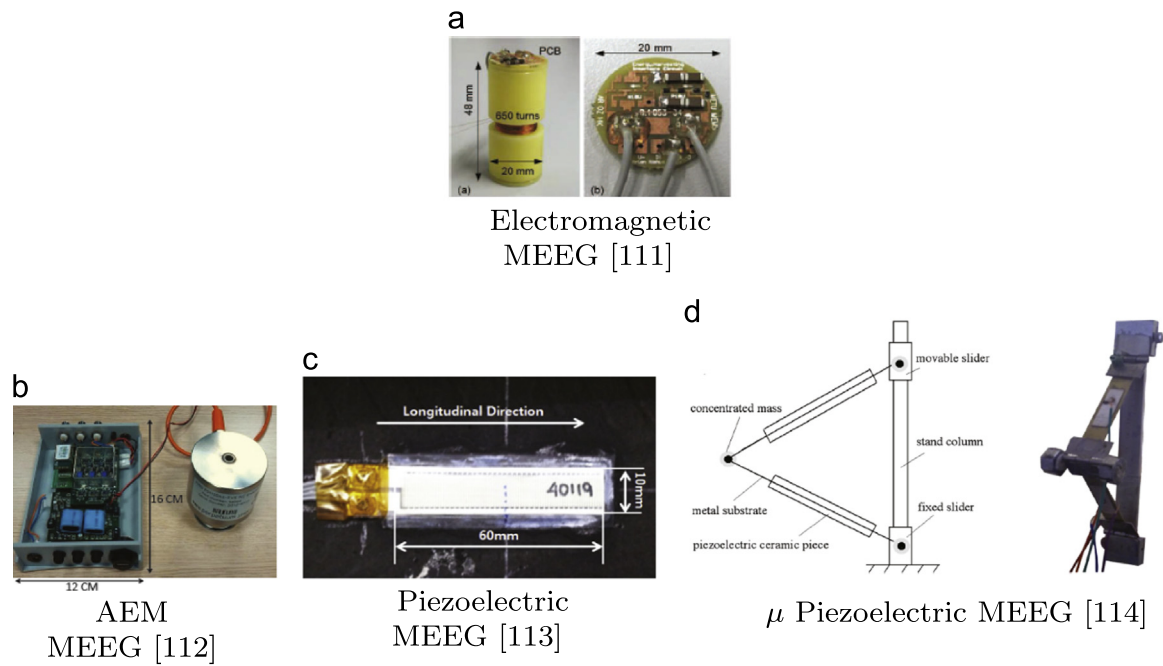 a
PCB
48 mm
650 turns
20 mm
(a)
20 mm
(b)
Electromagnetic
MEEG [111]
b
16 CM
12 CM
AEM
MEEG [112]
c
Longitudinal Direction
40119
10mm
60mm
Piezoelectric
MEEG [113]
d
movable slider
concentrated mass
stand column
metal substrate
fixed slider
piezoelectric ceramic piece
μ Piezoelectric MEEG [114]